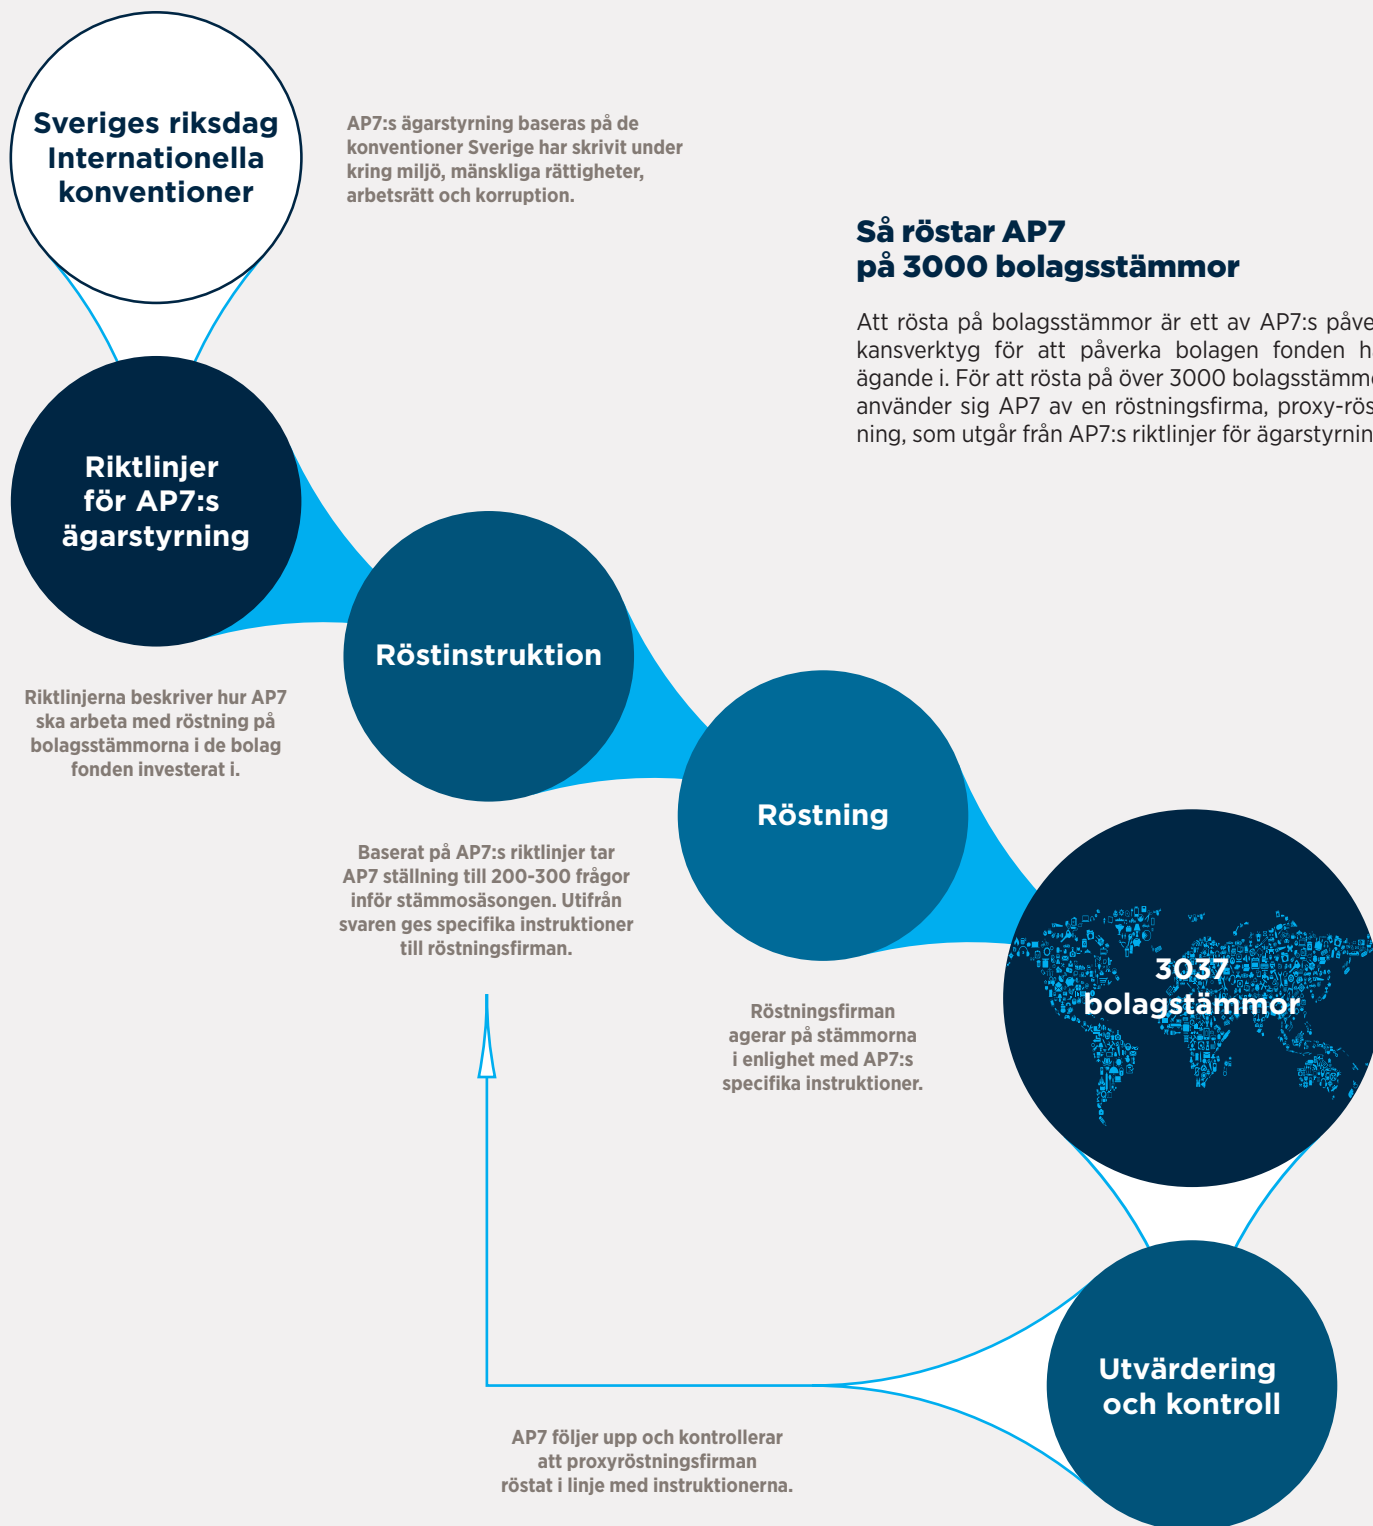 Sveriges riksdag
Internationella
konventioner
AP7:s ägarstyrning baseras på de
konventioner Sverige har skrivit under
kring miljö, mänskliga rättigheter,
arbetsrätt och korruption.
Så röstar AP7
på 3000 bolagsstämmor
Att rösta på bolagsstämmor är ett av AP7:s påve
kansverktyg för att påverka bolagen fonden h
ägande i. För att rösta på över 3000 bolagsstämm
använder sig AP7 av en röstningsfirma, proxy-rös
ning, som utgår från AP7:s riktlinjer för ägarstyrnin
Riktlinjer
för AP7:s
ägarstyrning
Riktlinjerna beskriver hur AP7
ska arbeta med röstning på
bolagsstämmorna i de bolag
fonden investerat i.
Röstinstruktion
Baserat på AP7:s riktlinjer tar
AP7 ställning till 200-300 frågor
inför stämmosäsongen. Utifrån
svaren ges specifika instruktioner
till röstningsfirman.
Röstning
Röstningsfirman
agerar på stämmorna
i enlighet med AP7:s
specifika instruktioner.
3037
bolagstämmor
Utvärdering
och kontroll
AP7 följer upp och kontrollerar
att proxyröstningsfirman
röstat i linje med instruktionerna.